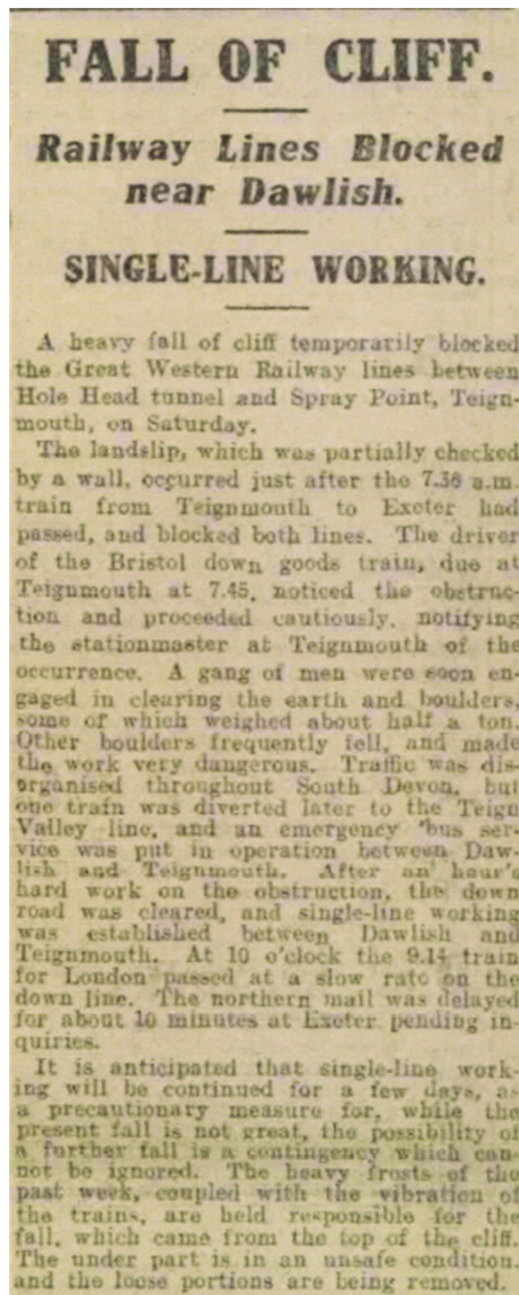 FALL OF CLIFF.
Railway Lines Blocked
near Dawlish.
SINGLE-LINE WORKING.
A heavy fall of cliff temporarily blocked
the Great Western Railway lines between
Hole Head tunnel and Spray Point, Teign-
mouth, on Saturday.
The landslip, which was partially checked
by a wall, occurred just after the 7.36 a.m.
train from Teignmouth to Exeter had
passed, and blocked both lines. The driver
of the Bristol down goods train, due at
Teignmouth at 7.45, noticed the obstruc-
tion and proceeded cautiously, notifying
the stationmaster at Teignmouth of the
occurrence. A gang of men were soon en-
gaged in clearing the earth and boulders,
some of which weighed about half a ton.
Other boulders frequently fell, and made
the work very dangerous. Traffic was dis-
organised throughout South Devon, but
one train was diverted later to the Teign
Valley line, and an emergency 'bus ser-
vice was put in operation between Daw-
lish and Teignmouth. After an hour's
hard work on the obstruction, the down
road was cleared, and single-line working
was established between Dawlish and
Teignmouth. At 10 o'clock the 9.14 train
for London passed at a slow rate on the
down line. The northern mail was delayed
for about 10 minutes at Exeter pending in-
quiries.
It is anticipated that single-line work-
ing will be continued for a few days, as
a precautionary measure for, while the
present fall is not great, the possibility of
a further fall is a contingency which can-
not be ignored. The heavy frosts of the
past week, coupled with the vibration of
the trains, are held responsible for the
fall, which came from the top of the cliff.
The under part is in an unsafe condition,
and the loose portions are being removed.